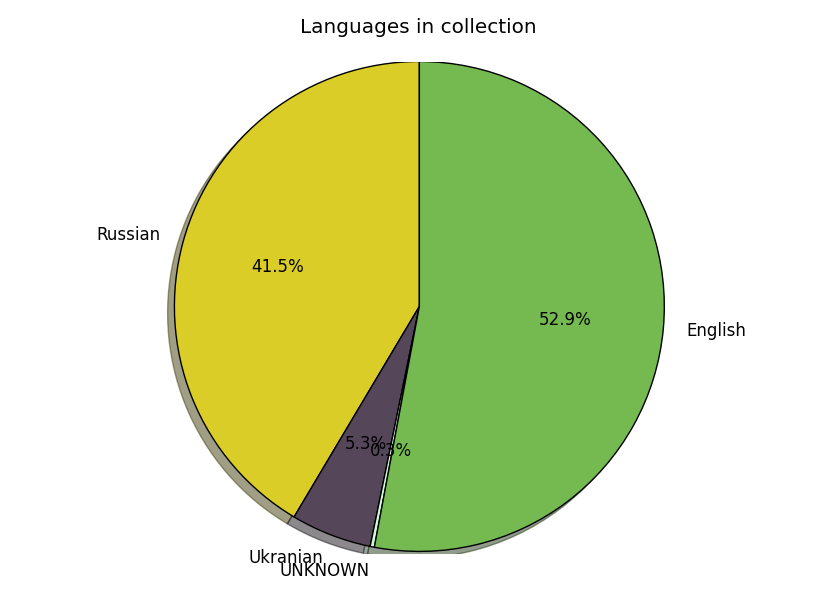 Languages in collection
Russian
41.5%
52.9%
English
5.3%
0.3%
Ukranian
UNKNOWN